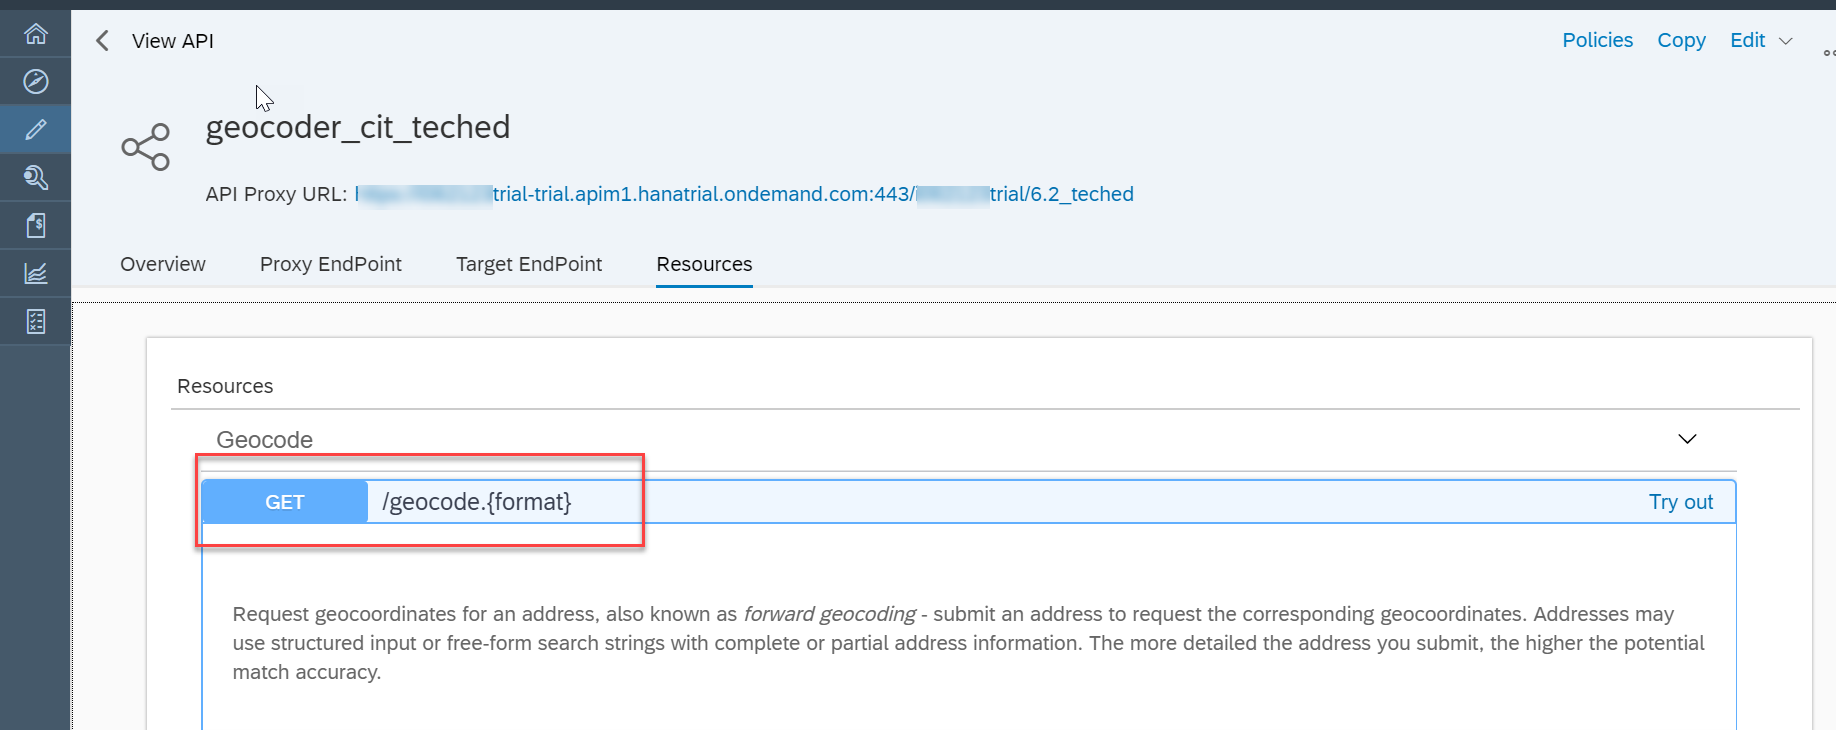 View API
Policies Copy Edit
geocoder_cit_teched
API Proxy URL: trial-trial.apim1.hanatrial.ondemand.com:443/ trial/6.2_teched
Overview Proxy EndPoint Target EndPoint Resources
Resources
Geocode
GET /geocode.{format} Try out
Request geocoordinates for an address, also known as forward geocoding - submit an address to request the corresponding geocoordinates. Addresses may
use structured input or free-form search strings with complete or partial address information. The more detailed the address you submit, the higher the potential
match accuracy.